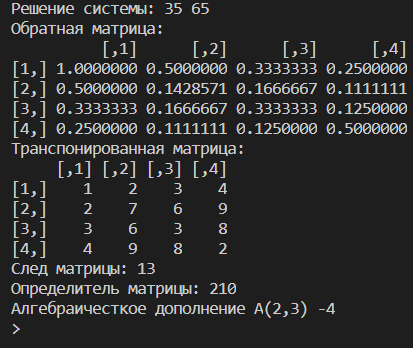 Решение системы: 35 65
Обратная матрица:
          [,1]      [,2]      [,3]      [,4]
[1,] 1.0000000 0.5000000 0.3333333 0.2500000
[2,] 0.5000000 0.1428571 0.1666667 0.1111111
[3,] 0.3333333 0.1666667 0.3333333 0.1250000
[4,] 0.2500000 0.1111111 0.1250000 0.5000000
Транспонированная матрица:
     [,1] [,2] [,3] [,4]
[1,]    1    2    3    4
[2,]    2    7    6    9
[3,]    3    6    3    8
[4,]    4    9    8    2
След матрицы: 13
Определитель матрицы: 210
Алгебраичесткое дополнение A(2,3) -4
>